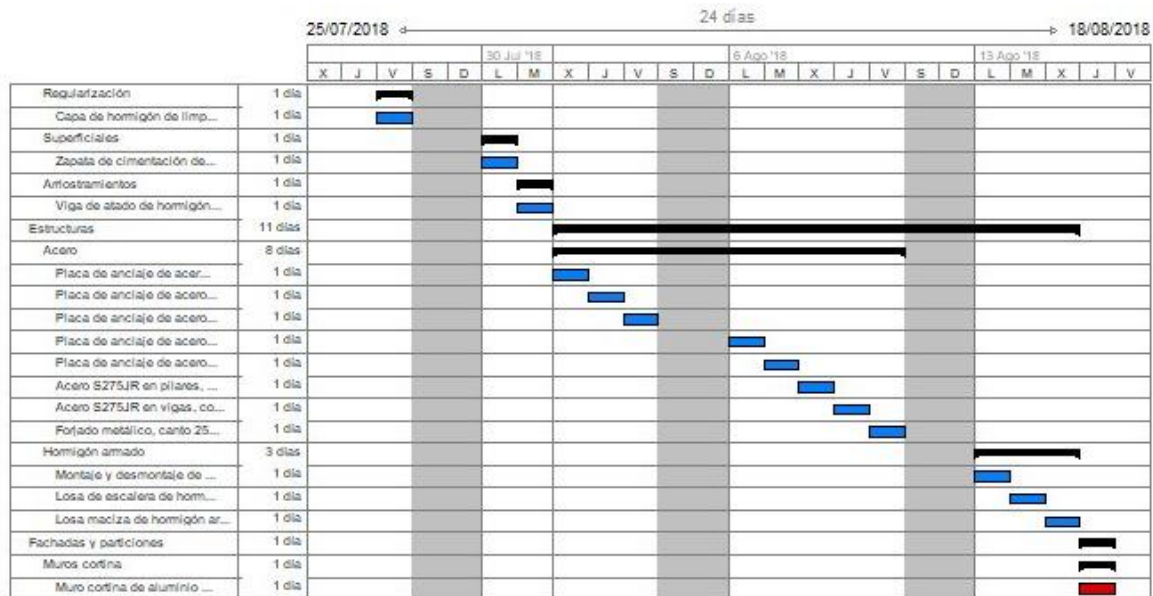 24 días
25/07/2018 18/08/2018
30 Jul '18 6 Ago '18 13 Ago '18
X J V S D L M X J V S D L M X J V S D L M X J V
Regularización 1 día
Capa de hormigón de limp... 1 día
Superficiales 1 día
Zapata de cimentación de... 1 día
Arriostramientos 1 día
Viga de atado de hormigón... 1 día
Estructuras 11 días
Acero 8 días
Placa de anclaje de acer... 1 día
Placa de anclaje de acero... 1 día
Placa de anclaje de acero... 1 día
Placa de anclaje de acero... 1 día
Placa de anclaje de acero... 1 día
Acero S275JR en pilares, ... 1 día
Acero S275JR en vigas, co... 1 día
Forjado metálico, canto 25... 1 día
Hormigón armado 3 días
Montaje y desmontaje de ... 1 día
Losa de escalera de horm... 1 día
Losa maciza de hormigón ar... 1 día
Fachadas y particiones 1 día
Muros cortina 1 día
Muro cortina de aluminio ... 1 día